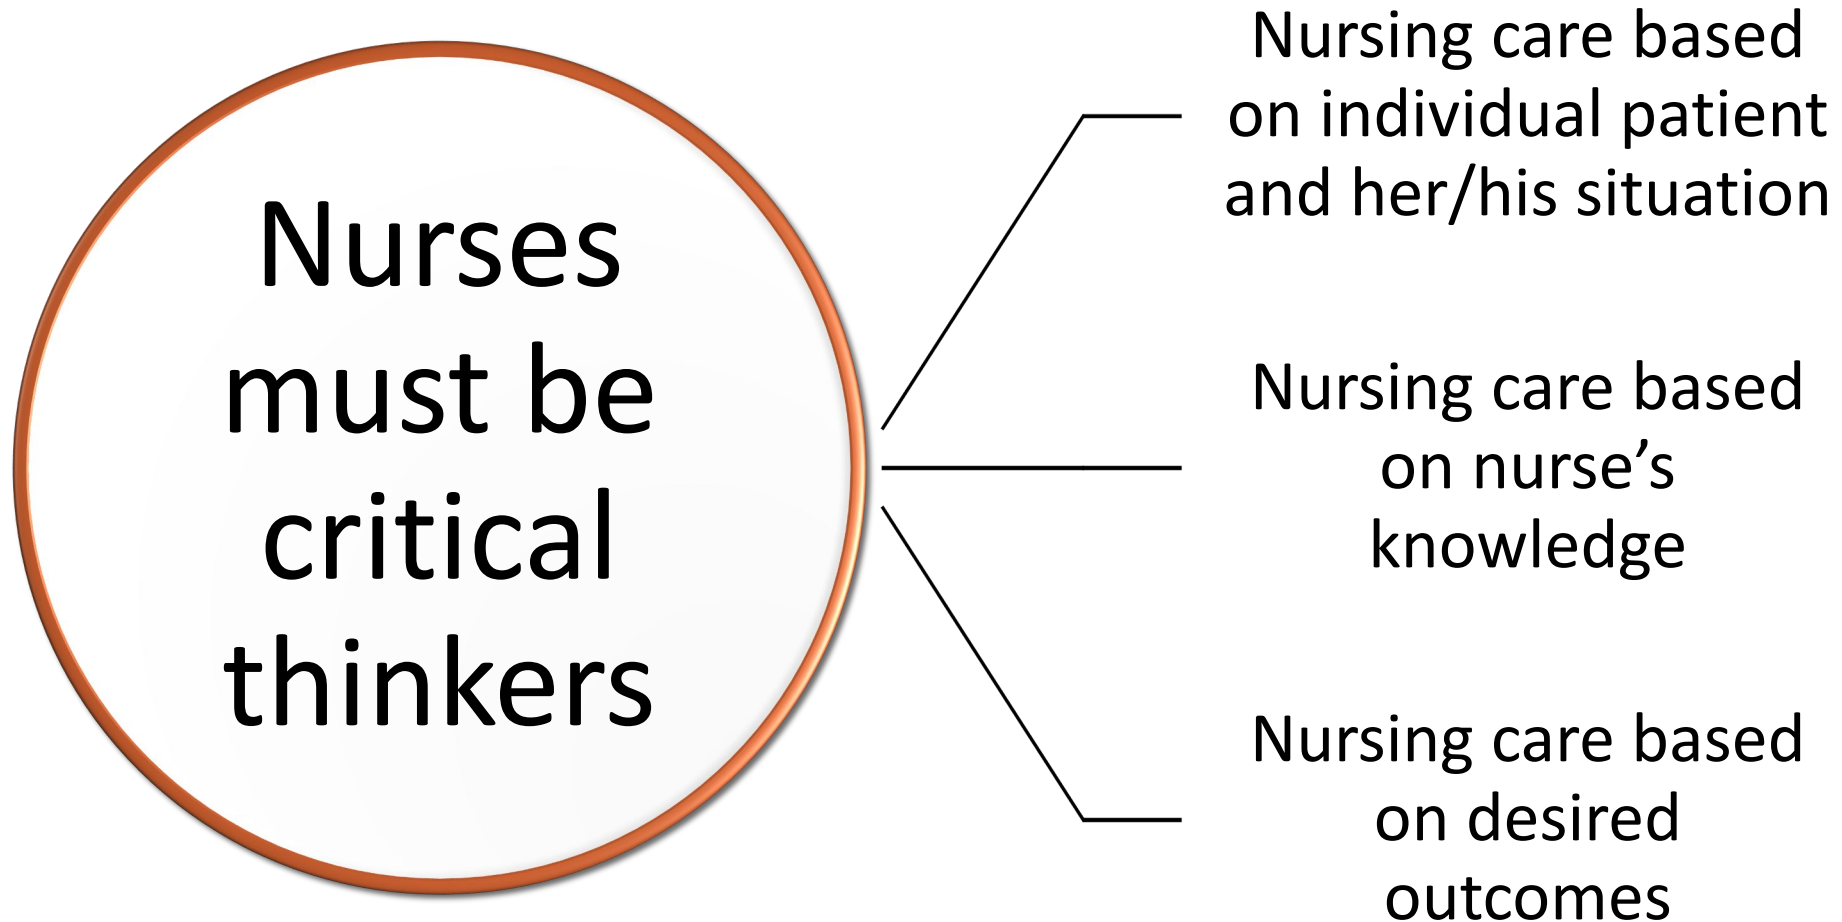 Nurses
must be
critical
thinkers
Nursing care based
on individual patient
and her/his situation
Nursing care based
on nurse’s
knowledge
Nursing care based
on desired
outcomes